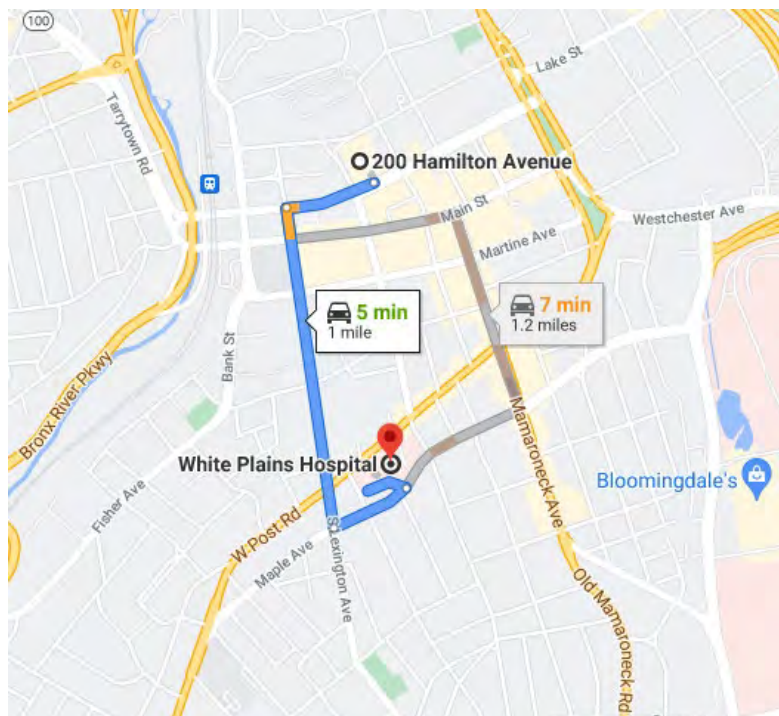 100
Lake St
Tarrytown Rd
200 Hamilton Avenue
Main St
Westchester Ave
Martine Ave
5 min
1 mile
7 min
1.2 miles
Bank St
Bronx River Pkwy
Mamaroneck Ave
White Plains Hospital
Bloomingdale's
Fisher Ave
W Post Rd
S Lexington Ave
Maple Ave
Old Mamaroneck Rd